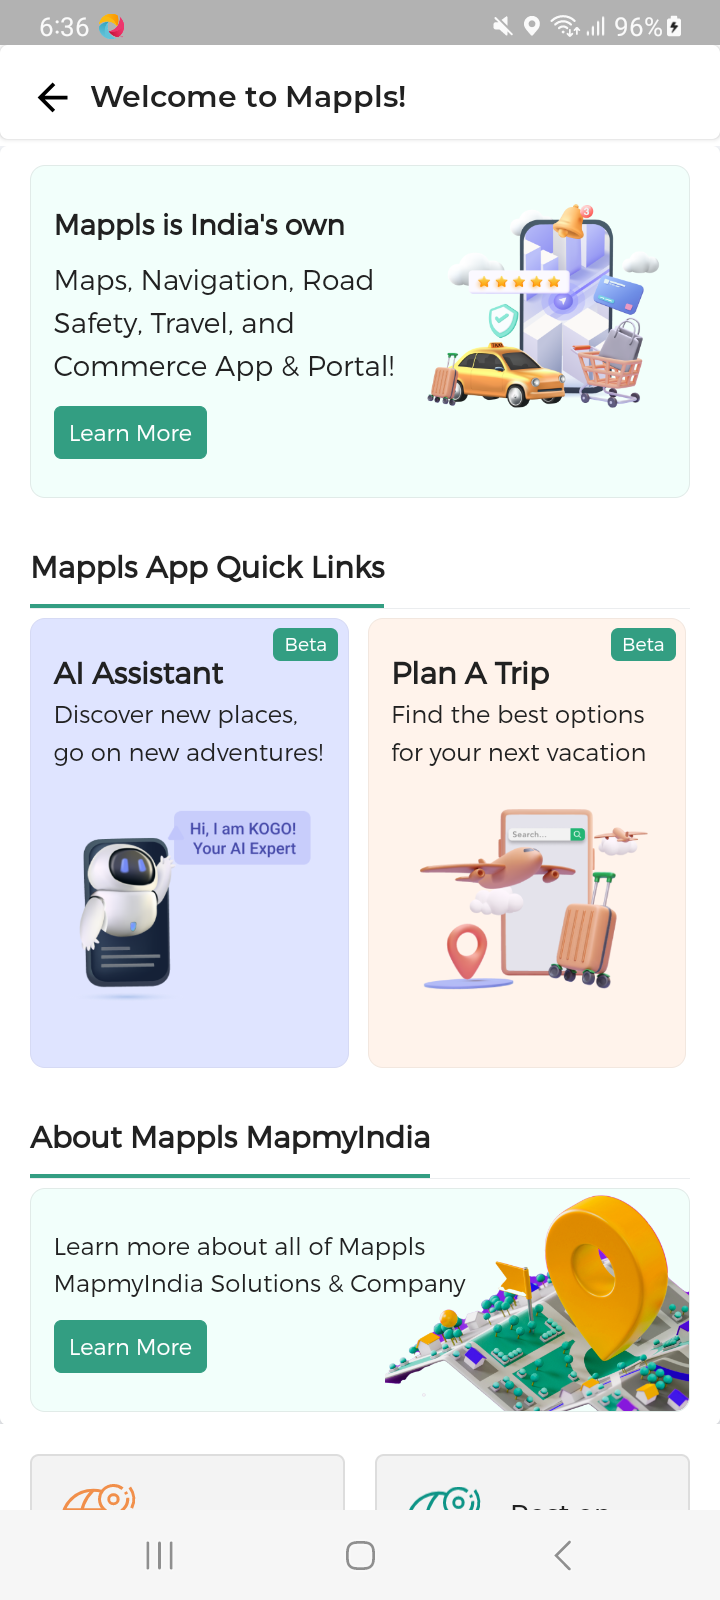 6:36
96%
Welcome to Mappls!
Mappls is India's own
Maps, Navigation, Road
Safety, Travel, and
Commerce App & Portal!
Learn More
3
TAXI
Mappls App Quick Links
Beta
AI Assistant
Discover new places,
go on new adventures!
Hi, I am KOGO!
Your AI Expert
Beta
Plan A Trip
Find the best options
for your next vacation
Search...
About Mappls MapmyIndia
Learn more about all of Mappls
MapmyIndia Solutions & Company
Learn More